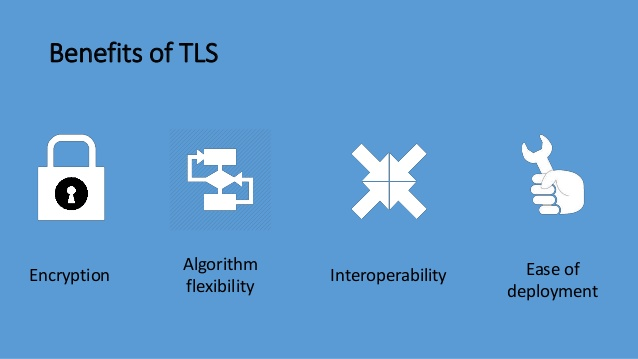 Benefits of TLS
Encryption
Algorithm
flexibility
Interoperability
Ease of
deployment